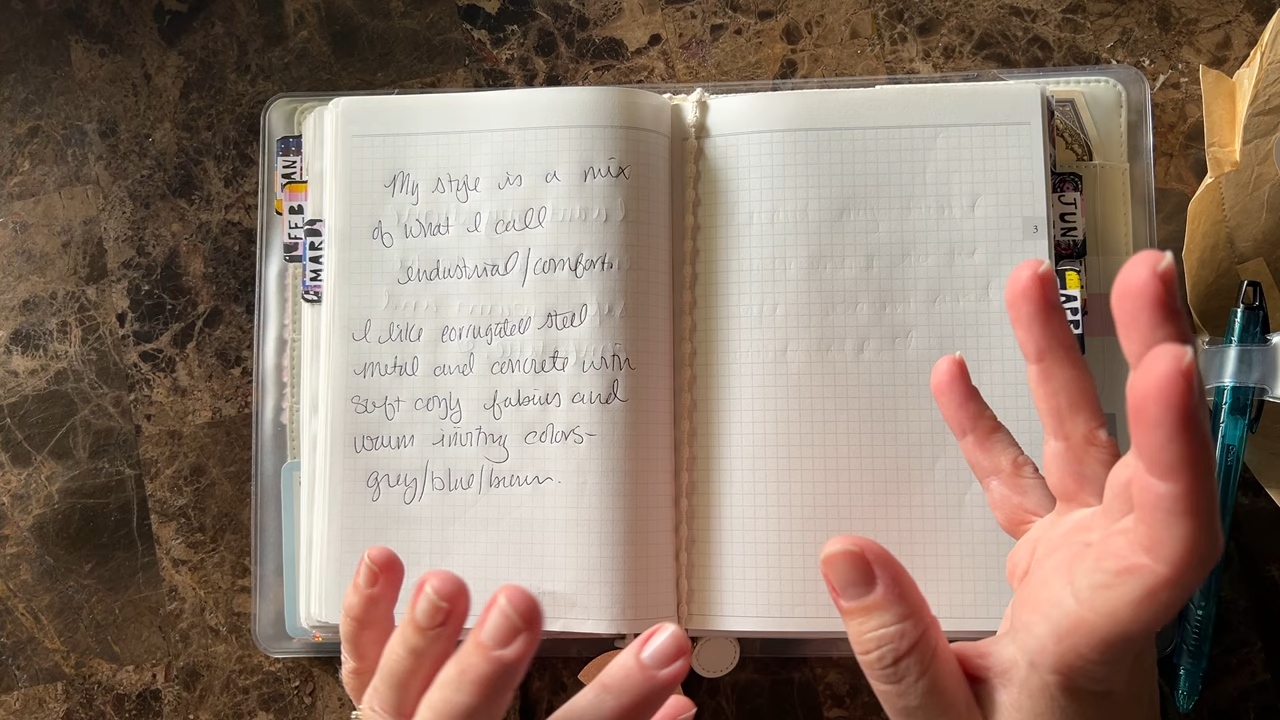 My style is a mix
of what I call
industrial/comfort.
I like corrugated steel
metal and concrete with
soft cozy fabrics and
warm inviting colors-
grey/blue/brown.
JAN
FEB
MAR
3
JUN
APR